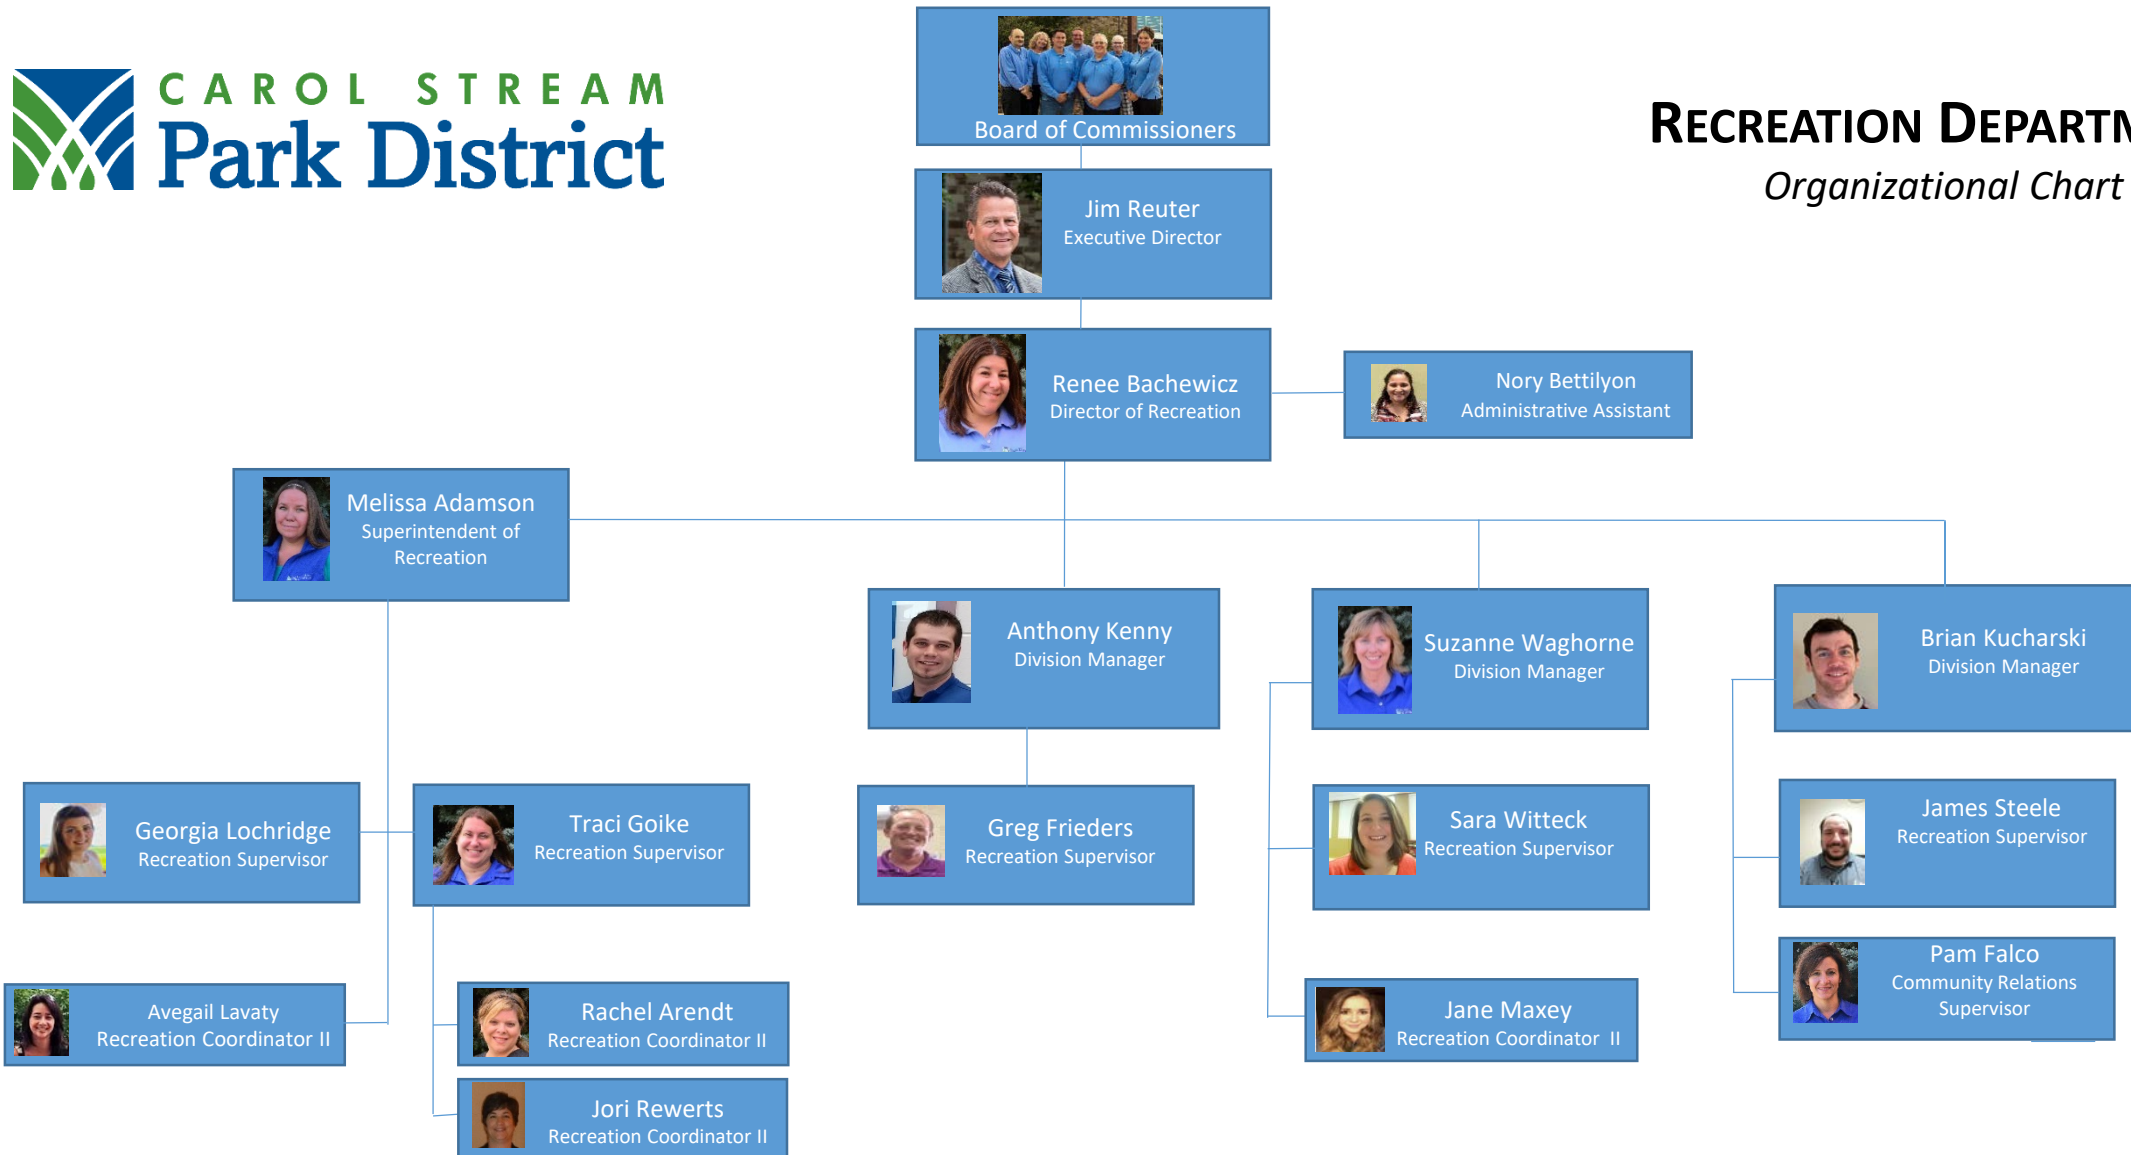 CAROL STREAM
Park District
Board of Commissioners
RECREATION DEPARTM
Organizational Chart
Jim Reuter
Executive Director
Renee Bachewicz
Director of Recreation
Nory Bettilyon
Administrative Assistant
Melissa Adamson
Superintendent of
Recreation
Anthony Kenny
Division Manager
Suzanne Waghorne
Division Manager
Brian Kucharski
Division Manager
Georgia Lochridge
Recreation Supervisor
Traci Goike
Recreation Supervisor
Greg Frieders
Recreation Supervisor
Sara Witteck
Recreation Supervisor
James Steele
Recreation Supervisor
Avegail Lavaty
Recreation Coordinator II
Rachel Arendt
Recreation Coordinator II
Jane Maxey
Recreation Coordinator II
Pam Falco
Community Relations
Supervisor
Jori Rewerts
Recreation Coordinator II